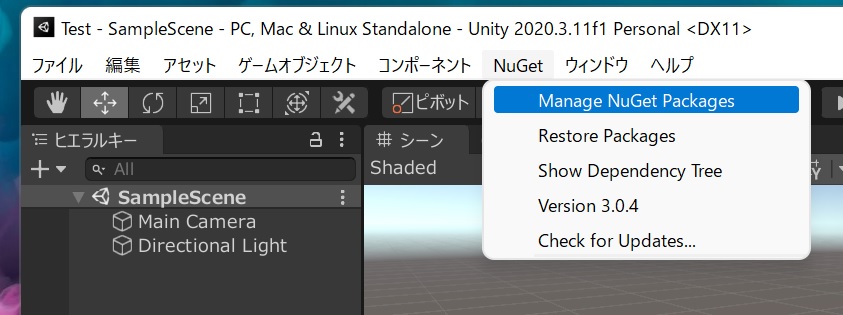 Test - SampleScene - PC, Mac & Linux Standalone - Unity 2020.3.11f1 Personal <DX11>
ファイル 編集 アセット ゲームオブジェクト コンポーネント NuGet ウィンドウ ヘルプ
ピボット
Manage NuGet Packages
Restore Packages
Show Dependency Tree
Version 3.0.4
Check for Updates...
ヒエラルキー
All
SampleScene
Main Camera
Directional Light
シーン
Shaded